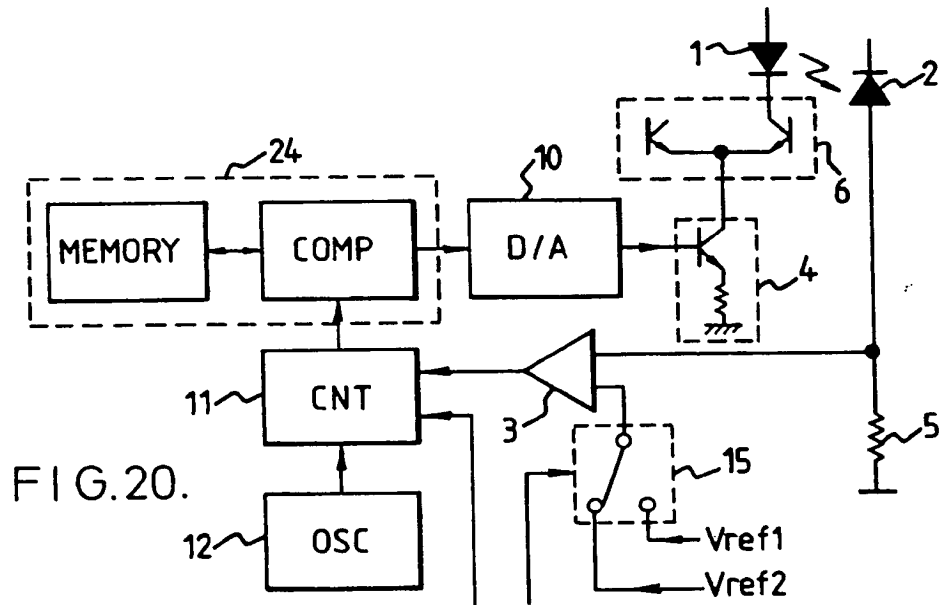 1
2
24
10
6
MEMORY
COMP
D/A
4
11
CNT
3
5
15
FIG.20.
12
OSC
Vref1
Vref2